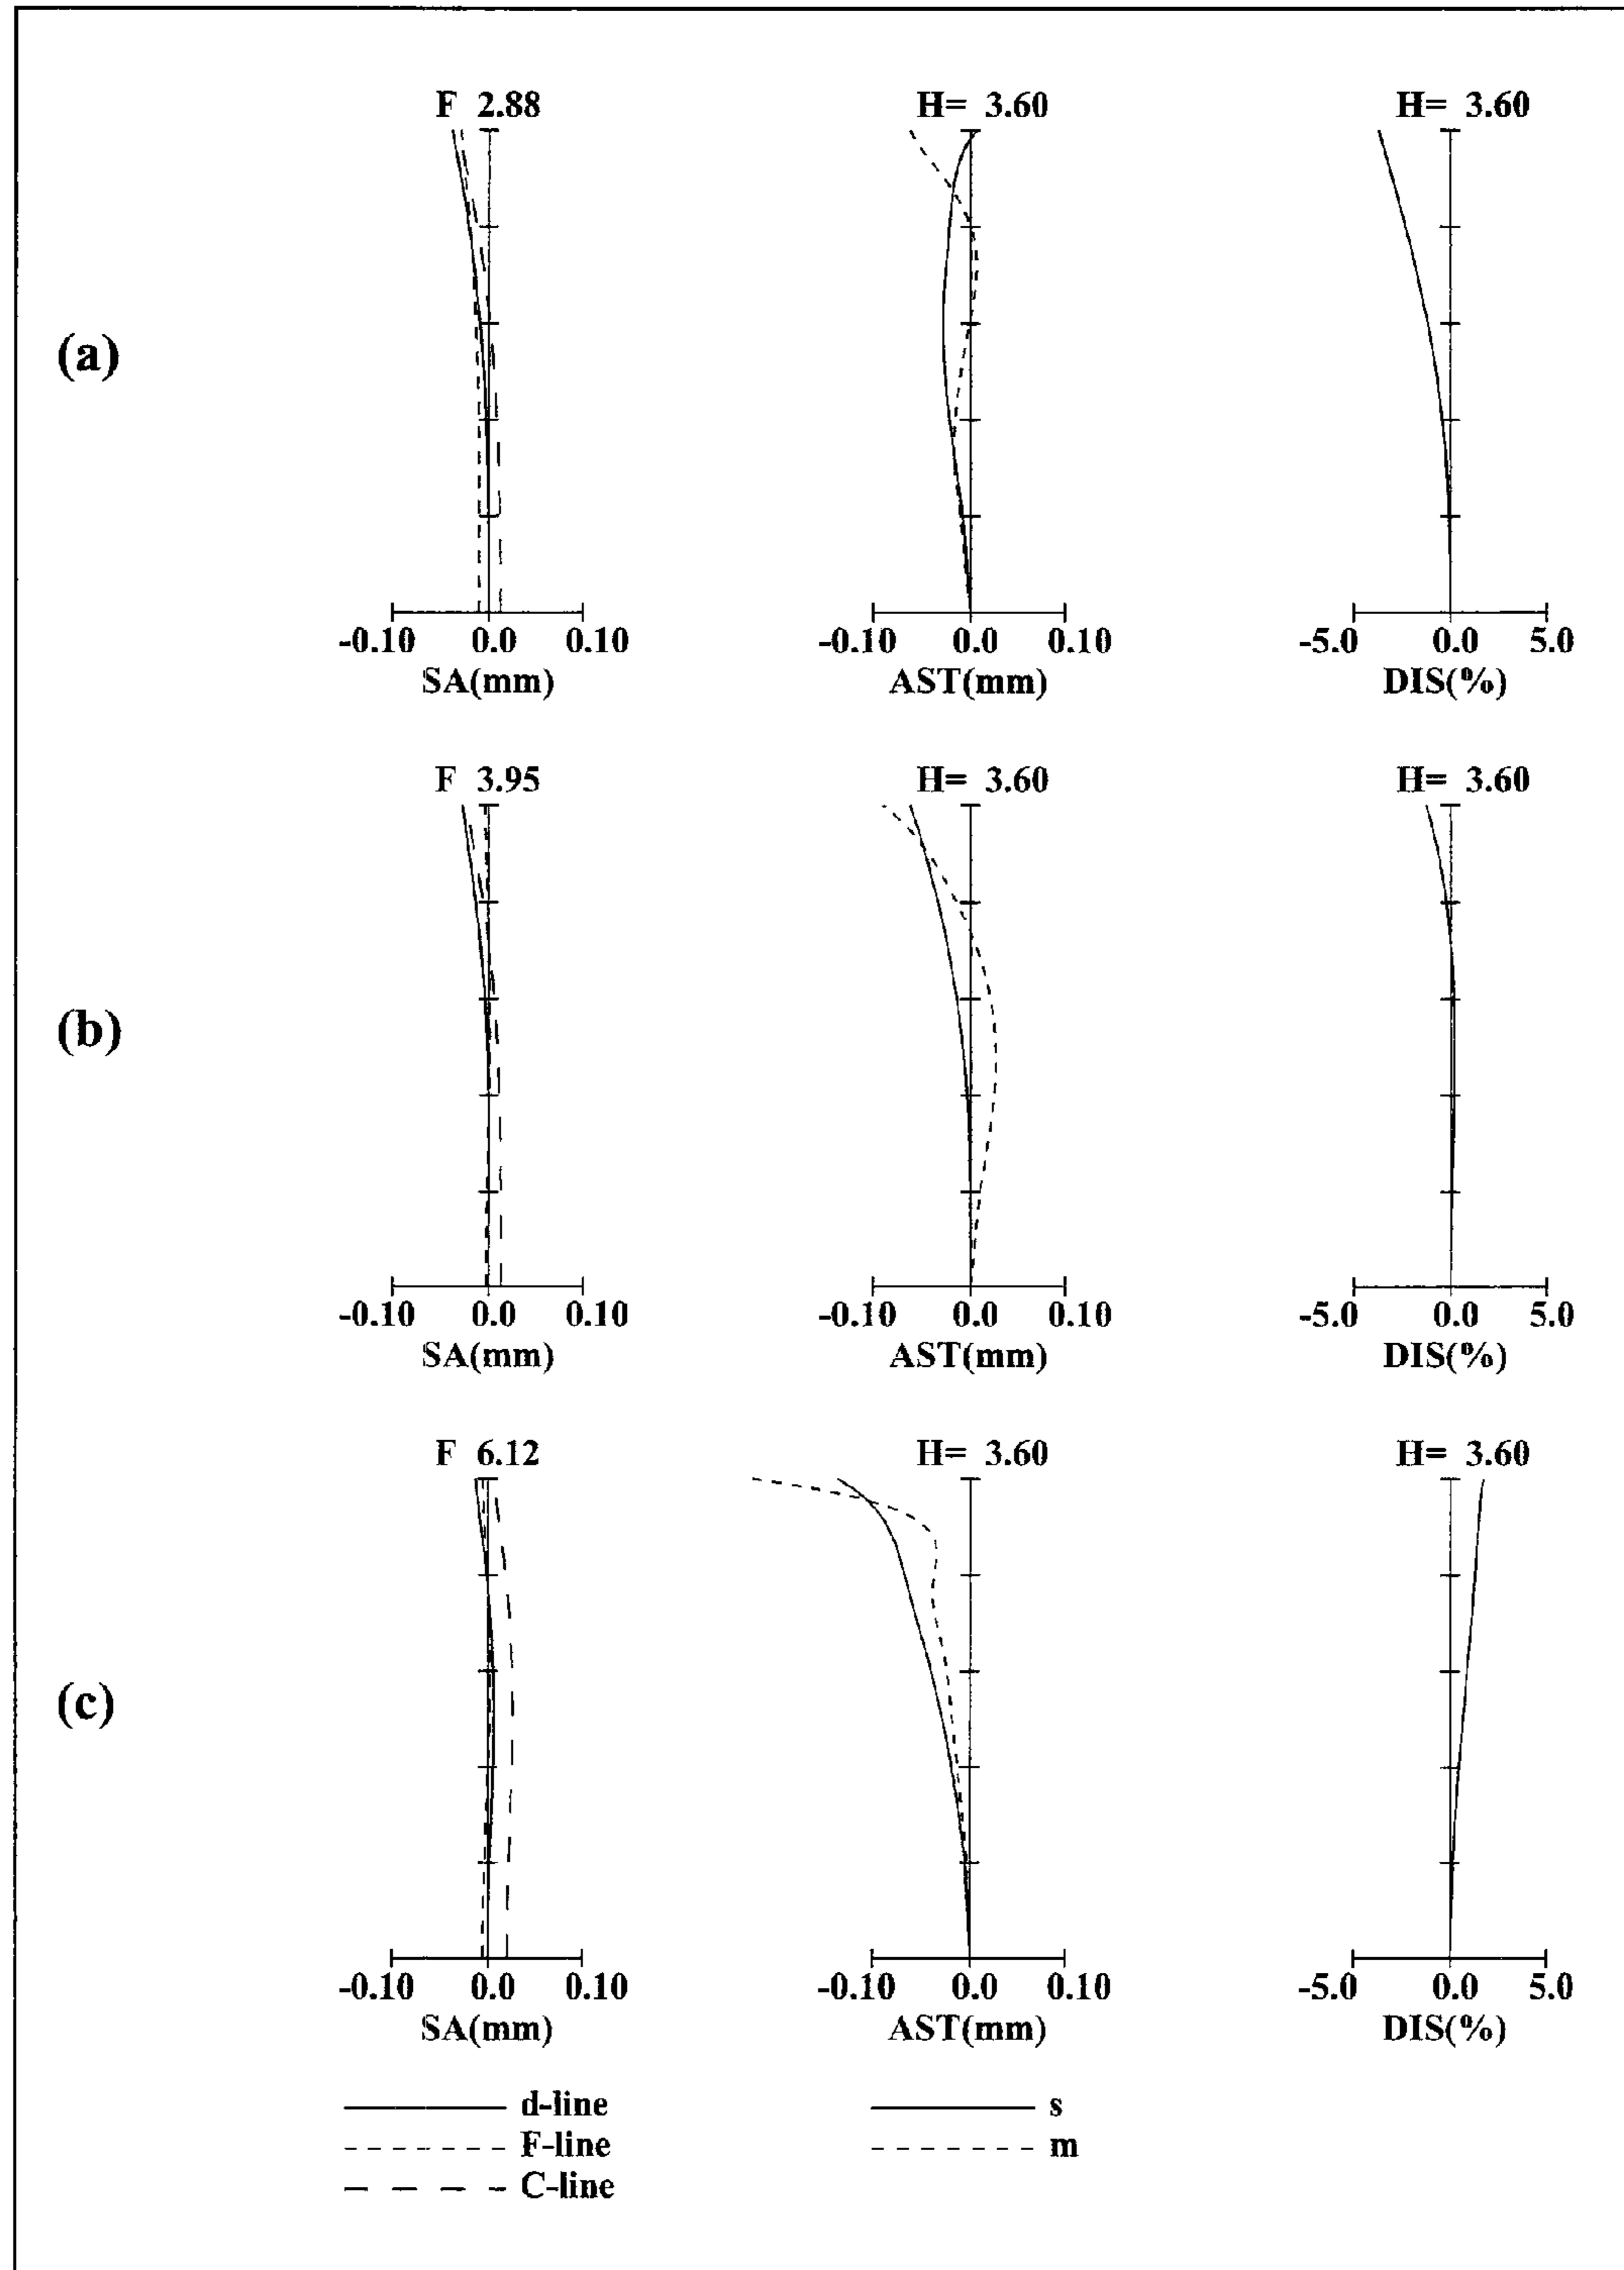 F 2.88 H= 3.60 H= 3.60
(a)
-0.10 0.0 0.10 -0.10 0.0 0.10 -5.0 0.0 5.0
SA(mm) AST(mm) DIS(%)
F 3.95 H= 3.60 H= 3.60
(b)
-0.10 0.0 0.10 -0.10 0.0 0.10 -5.0 0.0 5.0
SA(mm) AST(mm) DIS(%)
F 6.12 H= 3.60 H= 3.60
(c)
-0.10 0.0 0.10 -0.10 0.0 0.10 -5.0 0.0 5.0
SA(mm) AST(mm) DIS(%)
d-line s
F-line m
C-line